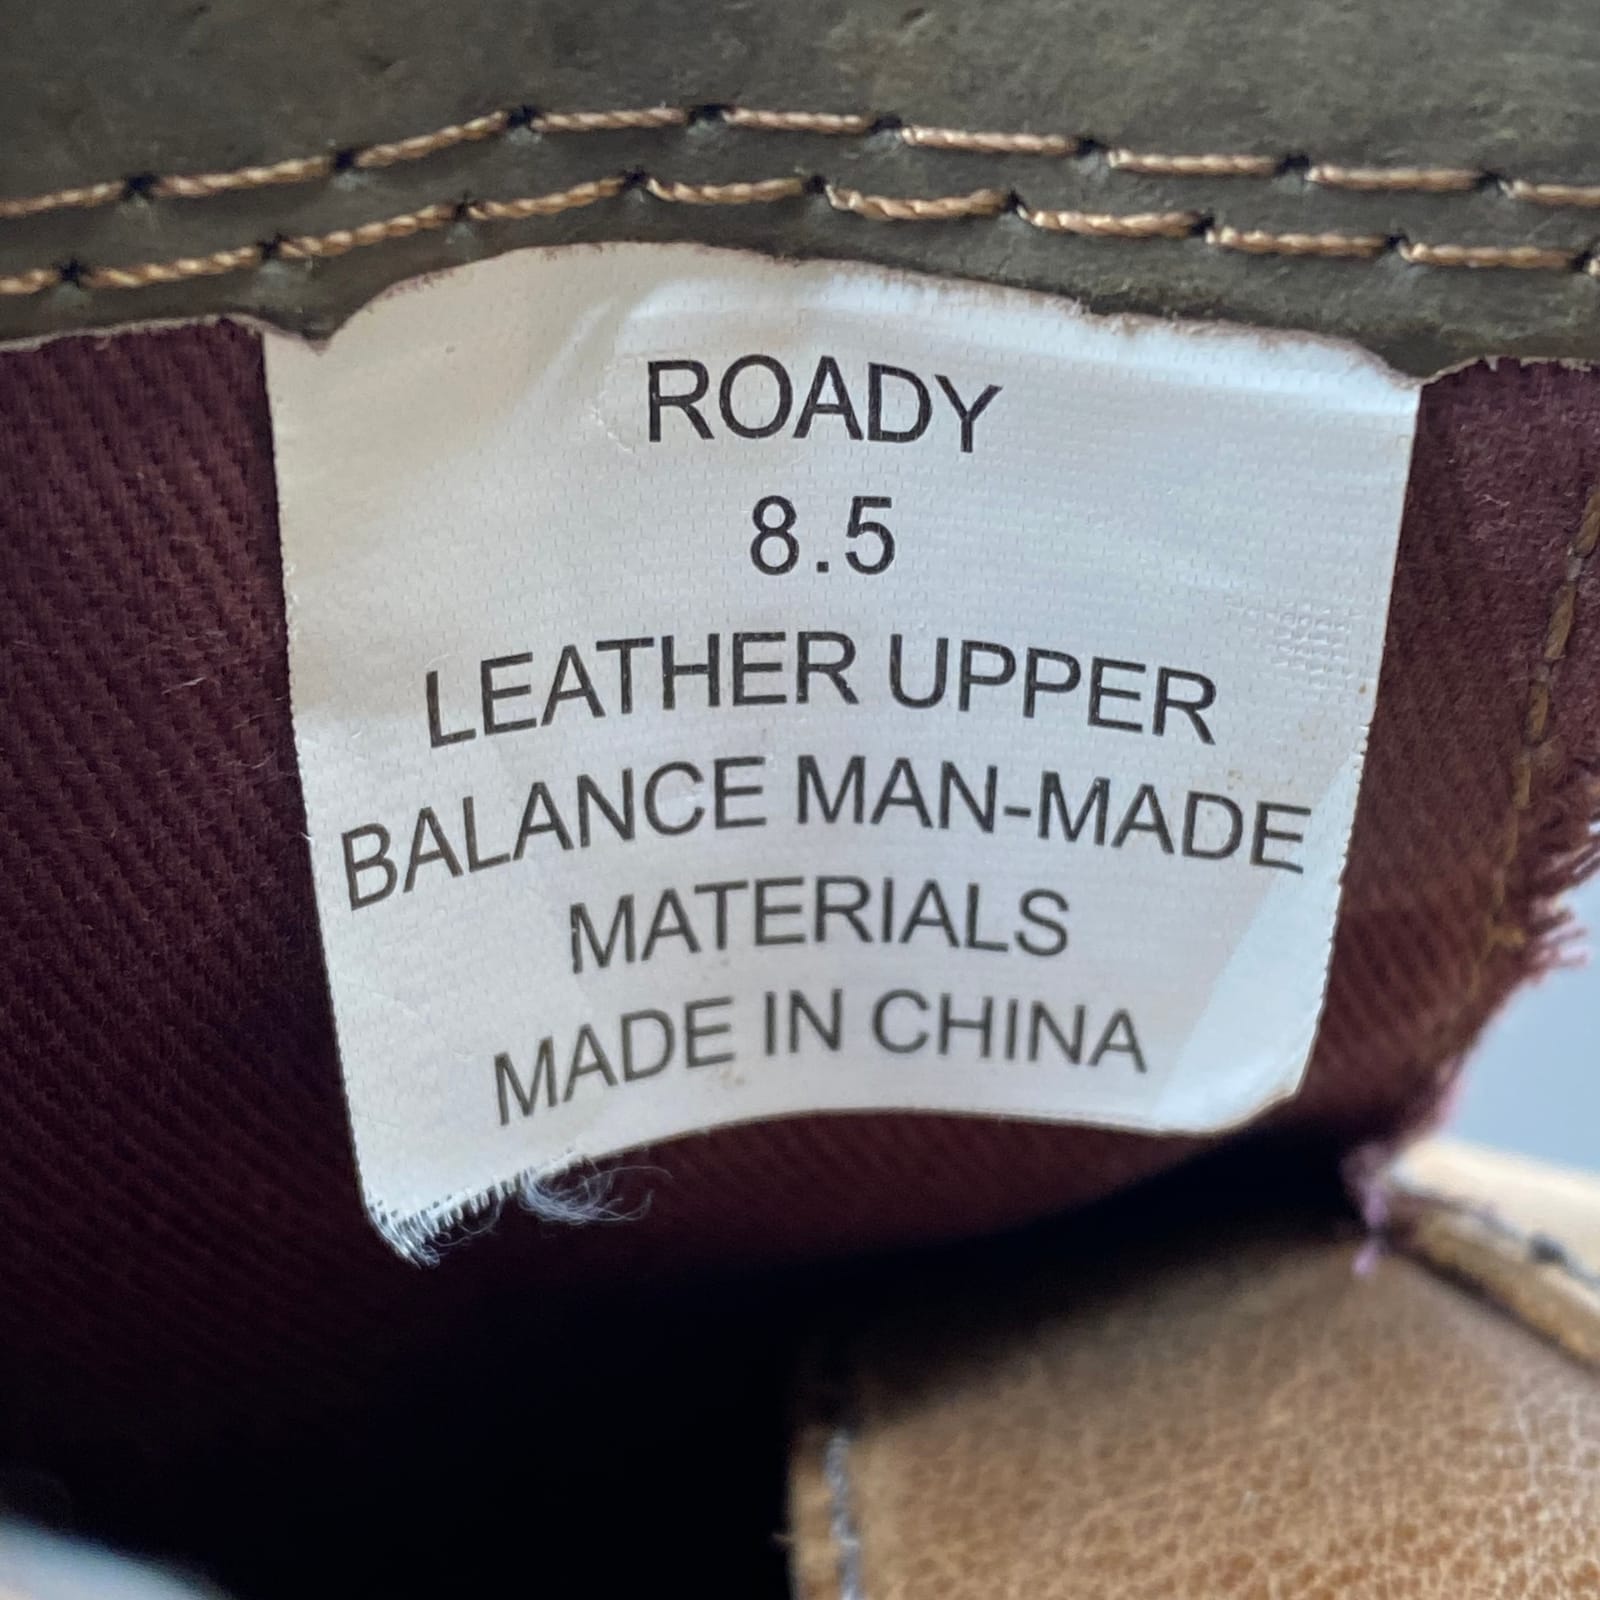 ROADY
8.5
LEATHER UPPER
BALANCE MAN-MADE
MATERIALS
MADE IN CHINA